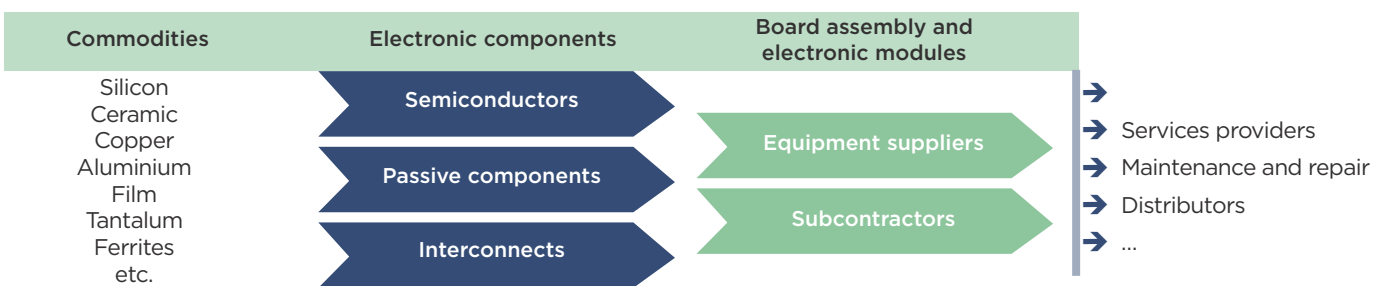 Commodities
Electronic components
Board assembly and
electronic modules
Silicon
Ceramic
Copper
Aluminium
Film
Tantalum
Ferrites
etc.
Semiconductors
Passive components
Interconnects
Equipment suppliers
Subcontractors
Services providers
Maintenance and repair
Distributors
...